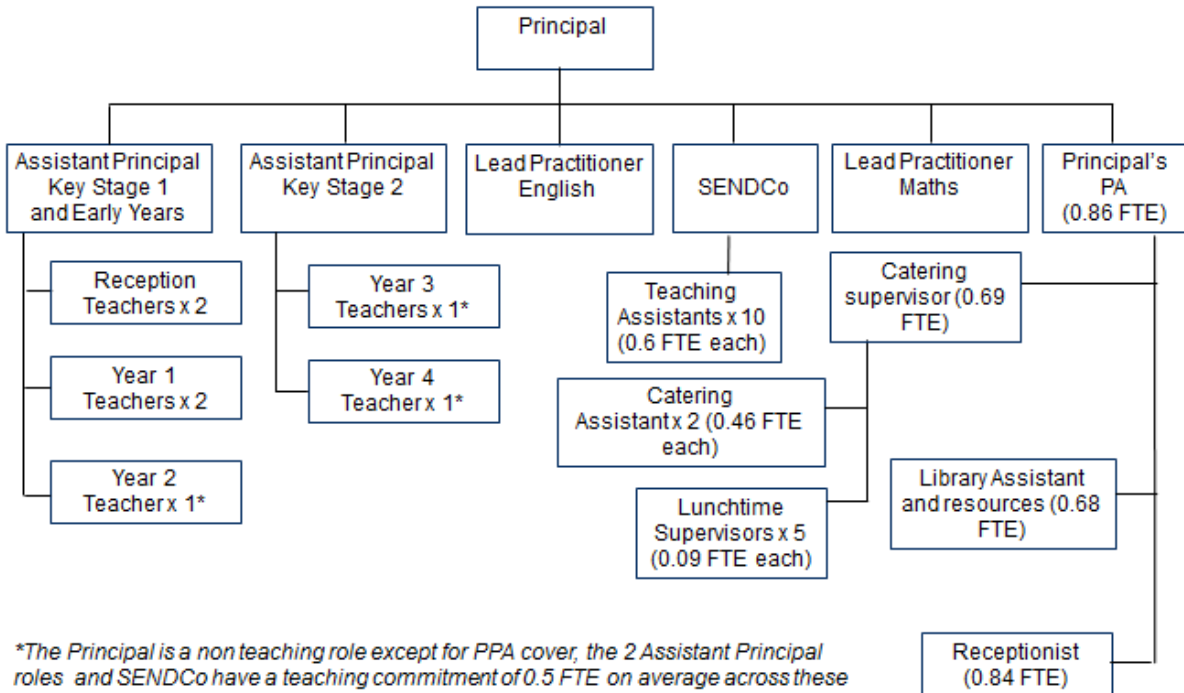 Principal
Assistant Principal
Key Stage 1
and Early Years
Assistant Principal
Key Stage 2
Lead Practitioner
English
SENDCo
Lead Practitioner
Maths
Principal's
PA
(0.86 FTE)
Reception
Teachers x 2
Year 1
Teachers x 2
Year 2
Teacher x 1*
Year 3
Teachers x 1*
Year 4
Teacher x 1*
Teaching
Assistants x 10
(0.6 FTE each)
Catering
supervisor (0.69
FTE)
Catering
Assistant x 2 (0.46 FTE
each)
Lunchtime
Supervisors x 5
(0.09 FTE each)
Library Assistant
and resources (0.68
FTE)
Receptionist
(0.84 FTE)
*The Principal is a non teaching role except for PPA cover, the 2 Assistant Principal
roles and SENDCo have a teaching commitment of 0.5 FTE on average across these